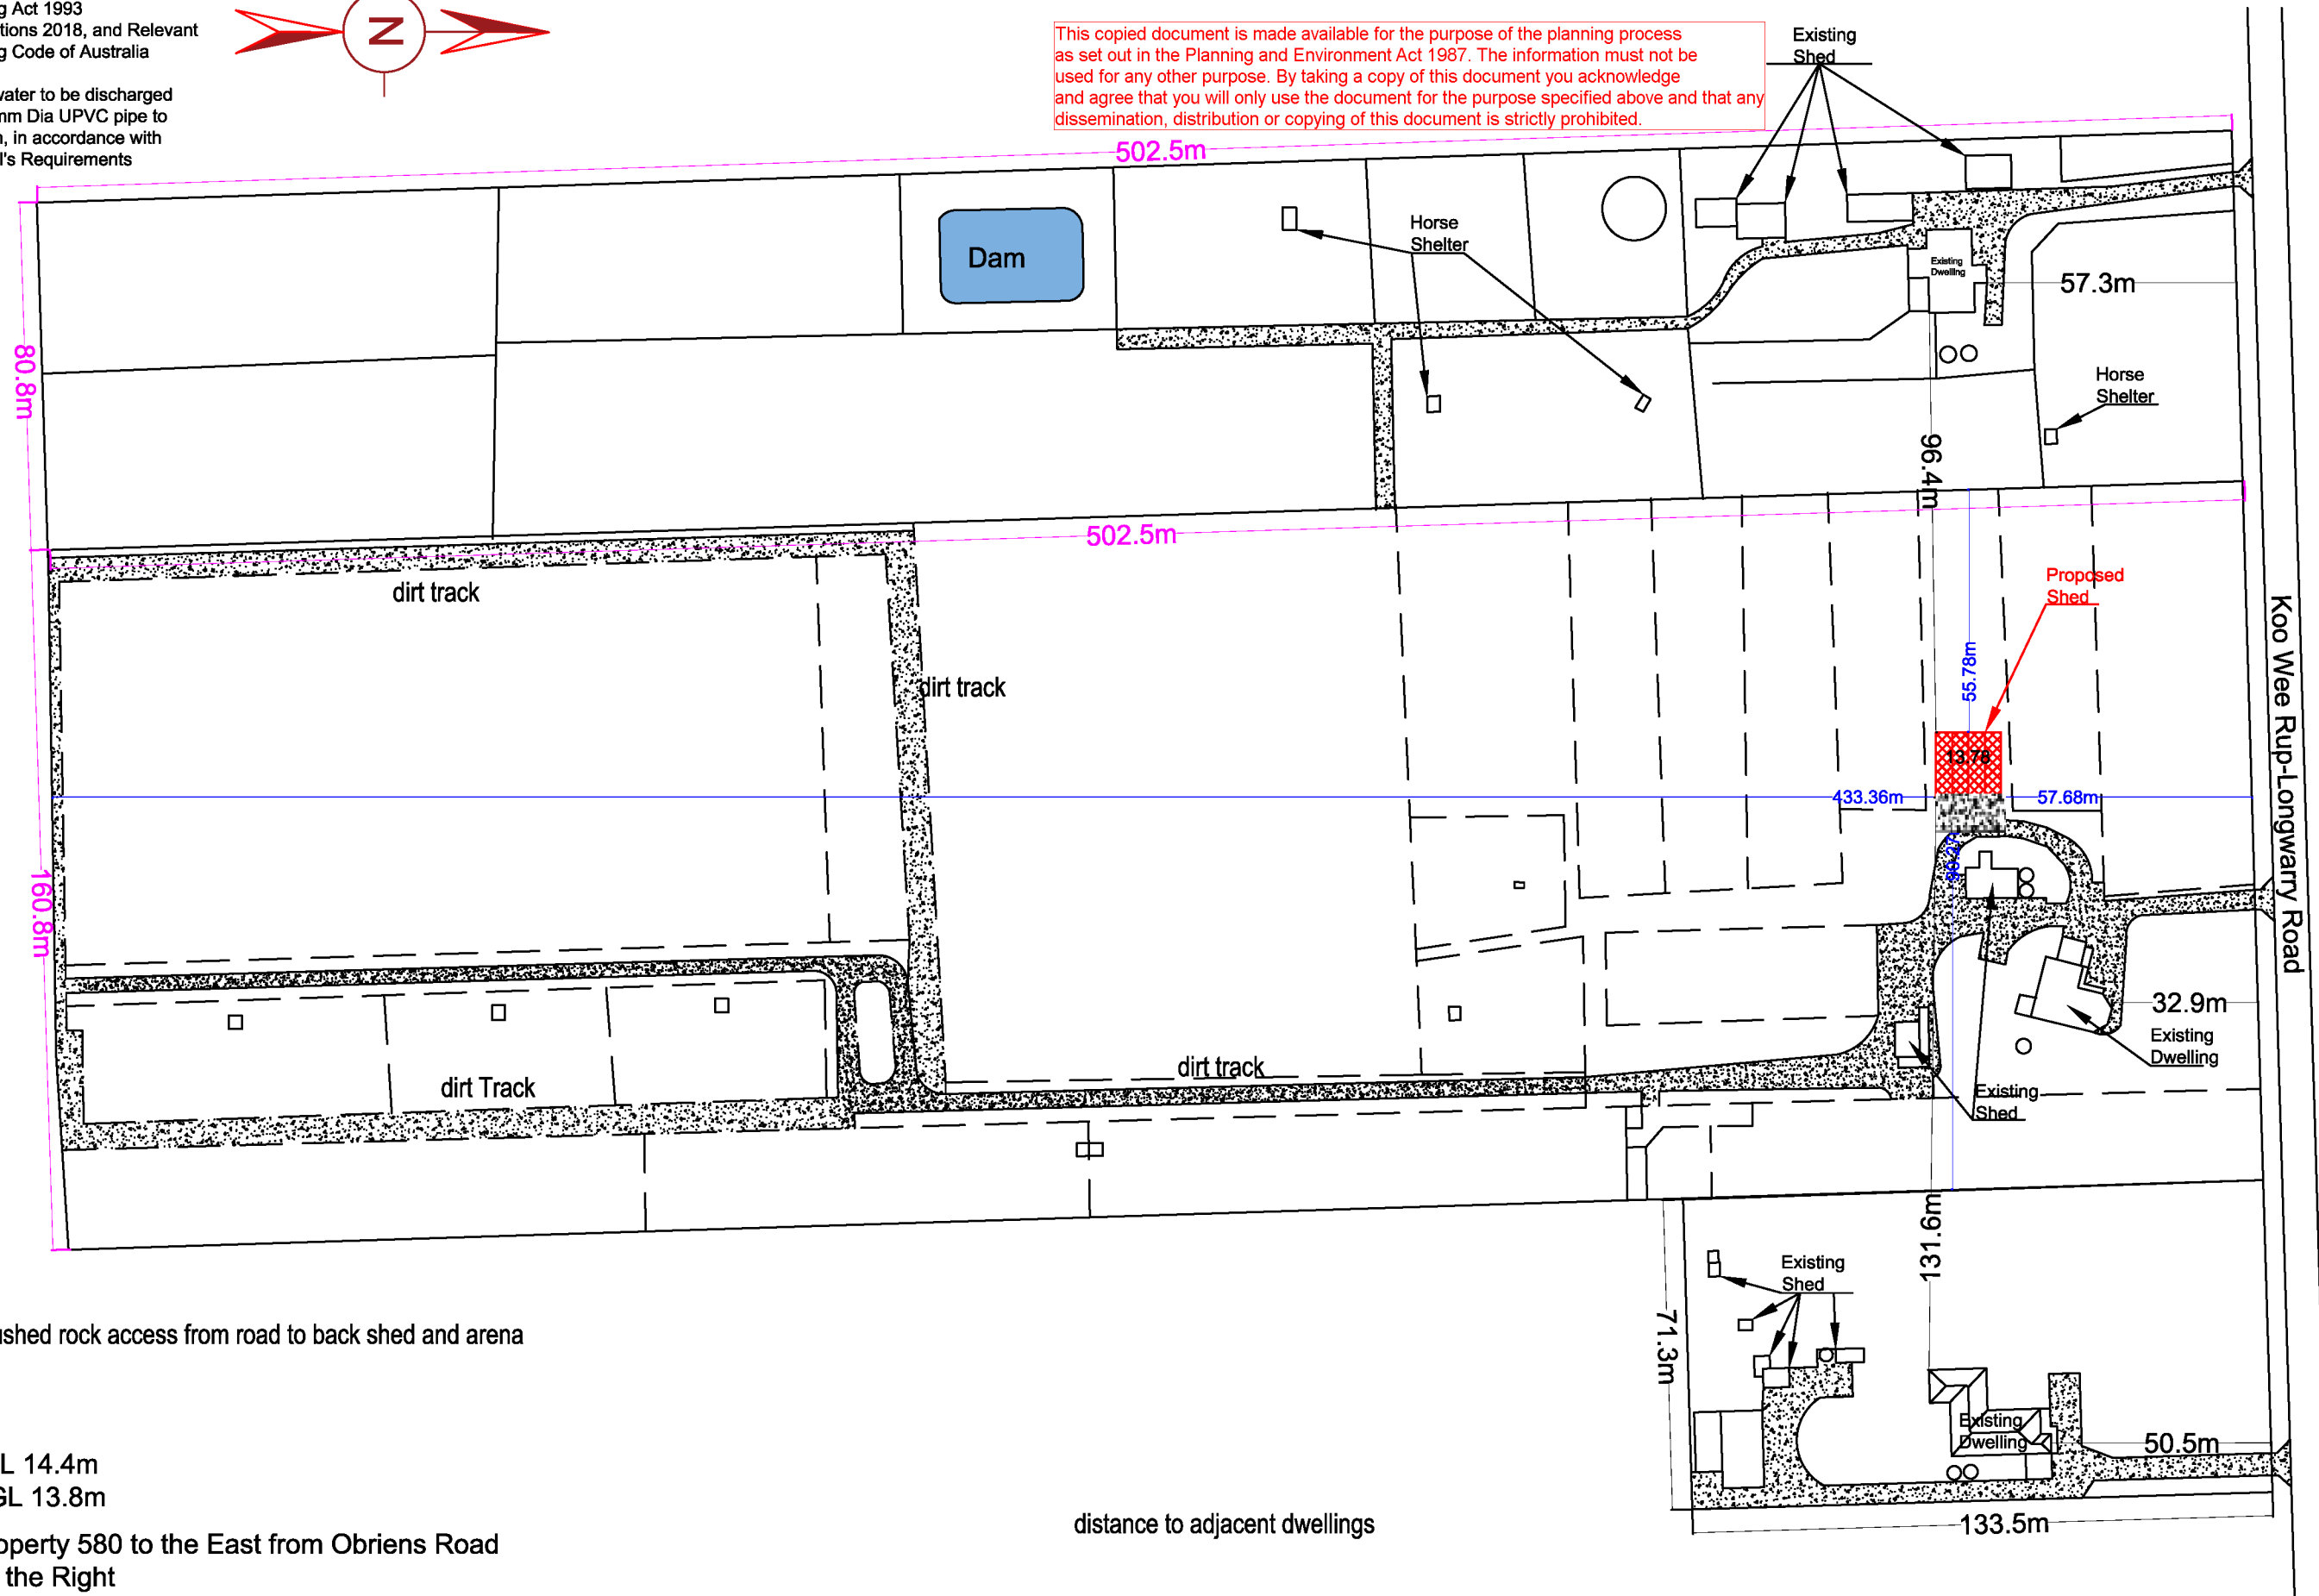 g Act 1993
tions 2018, and Relevant
g Code of Australia
vater to be discharged
nm Dia UPVC pipe to
n, in accordance with
l's Requirements
N
This copied document is made available for the purpose of the planning process
as set out in the Planning and Environment Act 1987. The information must not be
used for any other purpose. By taking a copy of this document you acknowledge
and agree that you will only use the document for the purpose specified above and that any
dissemination, distribution or copying of this document is strictly prohibited.
Existing
Shed
502.5m
Horse
Shelter
Dam
Existing
Dwelling
57.3m
80.8m
Horse
Shelter
96.4m
502.5m
dirt track
Proposed
Shed
dirt track
55.78m
Koo Wee Rup-Longwarry Road
13.78
433.36m
57.68m
160.8m
32.9m
Existing
Dwelling
dirt track
dirt Track
Existing
Shed
131.6m
Existing
Shed
71.3m
ushed rock access from road to back shed and arena
Existing
Dwelling
50.5m
L 14.4m
GL 13.8m
distance to adjacent dwellings
133.5m
operty 580 to the East from Obriens Road
the Right